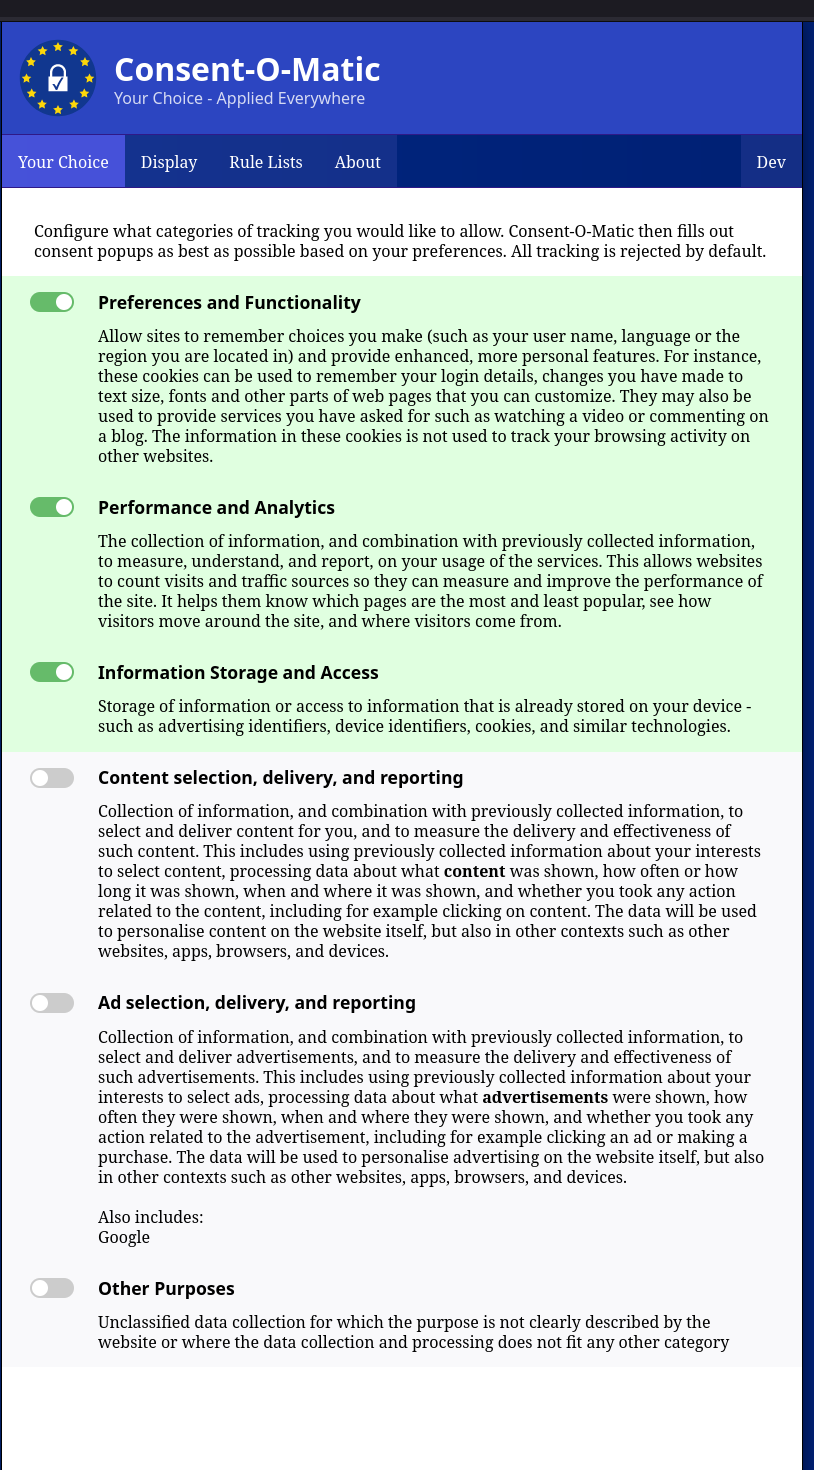 Consent-O-Matic
Your Choice - Applied Everywhere
Your Choice Display Rule Lists About Dev
Configure what categories of tracking you would like to allow. Consent-O-Matic then fills out
consent popups as best as possible based on your preferences. All tracking is rejected by default.
Preferences and Functionality
Allow sites to remember choices you make (such as your user name, language or the
region you are located in) and provide enhanced, more personal features. For instance,
these cookies can be used to remember your login details, changes you have made to
text size, fonts and other parts of web pages that you can customize. They may also be
used to provide services you have asked for such as watching a video or commenting on
a blog. The information in these cookies is not used to track your browsing activity on
other websites.
Performance and Analytics
The collection of information, and combination with previously collected information,
to measure, understand, and report, on your usage of the services. This allows websites
to count visits and traffic sources so they can measure and improve the performance of
the site. It helps them know which pages are the most and least popular, see how
visitors move around the site, and where visitors come from.
Information Storage and Access
Storage of information or access to information that is already stored on your device -
such as advertising identifiers, device identifiers, cookies, and similar technologies.
Content selection, delivery, and reporting
Collection of information, and combination with previously collected information, to
select and deliver content for you, and to measure the delivery and effectiveness of
such content. This includes using previously collected information about your interests
to select content, processing data about what content was shown, how often or how
long it was shown, when and where it was shown, and whether you took any action
related to the content, including for example clicking on content. The data will be used
to personalise content on the website itself, but also in other contexts such as other
websites, apps, browsers, and devices.
Ad selection, delivery, and reporting
Collection of information, and combination with previously collected information, to
select and deliver advertisements, and to measure the delivery and effectiveness of
such advertisements. This includes using previously collected information about your
interests to select ads, processing data about what advertisements were shown, how
often they were shown, when and where they were shown, and whether you took any
action related to the advertisement, including for example clicking an ad or making a
purchase. The data will be used to personalise advertising on the website itself, but also
in other contexts such as other websites, apps, browsers, and devices.
Also includes:
Google
Other Purposes
Unclassified data collection for which the purpose is not clearly described by the
website or where the data collection and processing does not fit any other category